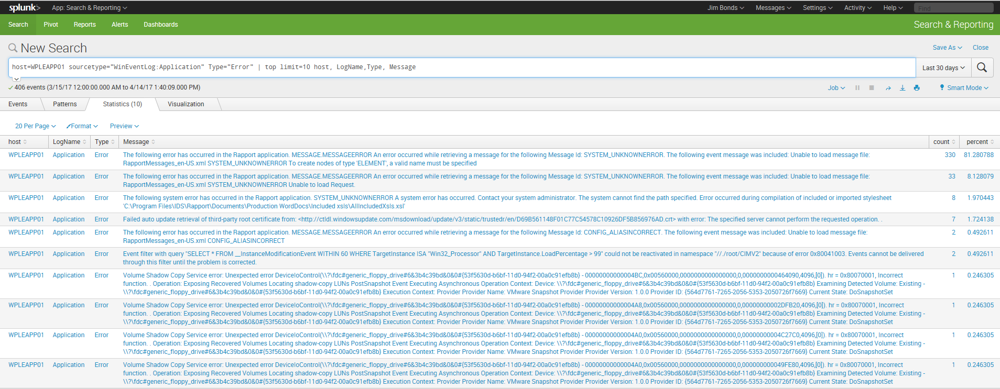 splunk> App: Search & Reporting Jim Bonds Messages Settings Activity Help Find
Search Pivot Reports Alerts Dashboards Search & Reporting
New Search Save As Close
host=WPLEAPP01 sourcetype="WinEventLog:Application" Type="Error" | top limit=10 host, LogName,Type, Message Last 30 days
406 events (3/15/17 12:00:00.000 AM to 4/14/17 1:40:09.000 PM) Job Smart Mode
Events Patterns Statistics (10) Visualization
20 Per Page Format Preview
host LogName Type Message count percent
WPLEAPP01 Application Error The following error has occurred in the Rapport application. MESSAGE.MESSAGEERROR An error occurred while retrieving a message for the following Message Id: SYSTEM_UNKNOWNERROR. The following event message was included: Unable to load message file: 330 81.280788
RapportMessages_en-US.xml SYSTEM_UNKNOWNERROR To create nodes of type 'ELEMENT', a valid name must be specified
WPLEAPP01 Application Error The following error has occurred in the Rapport application. MESSAGE.MESSAGEERROR An error occurred while retrieving a message for the following Message Id: SYSTEM_UNKNOWNERROR. The following event message was included: Unable to load message file: 33 8.128079
RapportMessages_en-US.xml SYSTEM_UNKNOWNERROR Unable to load Request.
WPLEAPP01 Application Error The following system error has occurred in the Rapport application. SYSTEM_UNKNOWNERROR A system error has occurred. Contact your system administrator. The system cannot find the path specified. Error occurred during compilation of included or imported stylesheet 8 1.970443
'C:\Program Files\IDS\Rapport\Documents\Production WordDocs\Included xsls\AllIncludedXsls.xsl'
WPLEAPP01 Application Error Failed auto update retrieval of third-party root certificate from: <http://ctldl.windowsupdate.com/msdownload/update/v3/static/trustedr/en/D69B561148F01C77C54578C10926DF5B856976AD.crt> with error: The specified server cannot perform the requested operation. . 7 1.724138
WPLEAPP01 Application Error The following error has occurred in the Rapport application. MESSAGE.MESSAGEERROR An error occurred while retrieving a message for the following Message Id: CONFIG_ALIASINCORRECT. The following event message was included: Unable to load message file: 2 0.492611
RapportMessages_en-US.xml CONFIG_ALIASINCORRECT
WPLEAPP01 Application Error Event filter with query "SELECT * FROM __InstanceModificationEvent WITHIN 60 WHERE TargetInstance ISA "Win32_Processor" AND TargetInstance.LoadPercentage > 99" could not be reactivated in namespace "//./root/CIMV2" because of error 0x80041003. Events cannot be delivered 2 0.492611
through this filter until the problem is corrected.
WPLEAPP01 Application Error Volume Shadow Copy Service error: Unexpected error DeviceIoControl(\\?\fdc#generic_floppy_drive#6&3b4c39bd&0&0#{53f5630d-b6bf-11d0-94f2-00a0c91efb8b} - 00000000000004BC,0x00560000,0000000000000000,0,0000000000464090,4096,[0]). hr = 0x80070001, Incorrect 1 0.246305
function. . Operation: Exposing Recovered Volumes Locating shadow-copy LUNs PostSnapshot Event Executing Asynchronous Operation Context: Device: \\?\fdc#generic_floppy_drive#6&3b4c39bd&0&0#{53f5630d-b6bf-11d0-94f2-00a0c91efb8b} Examining Detected Volume: Existing -
\\?\fdc#generic_floppy_drive#6&3b4c39bd&0&0#{53f5630d-b6bf-11d0-94f2-00a0c91efb8b} Execution Context: Provider Provider Name: VMware Snapshot Provider Provider Version: 1.0.0 Provider ID: {564d7761-7265-2056-5353-2050726f7669} Current State: DoSnapshotSet
WPLEAPP01 Application Error Volume Shadow Copy Service error: Unexpected error DeviceIoControl(\\?\fdc#generic_floppy_drive#6&3b4c39bd&0&0#{53f5630d-b6bf-11d0-94f2-00a0c91efb8b} - 00000000000004A8,0x00560000,0000000000000000,0,00000000002DFB20,4096,[0]). hr = 0x80070001, Incorrect 1 0.246305
function. . Operation: Exposing Recovered Volumes Locating shadow-copy LUNs PostSnapshot Event Executing Asynchronous Operation Context: Device: \\?\fdc#generic_floppy_drive#6&3b4c39bd&0&0#{53f5630d-b6bf-11d0-94f2-00a0c91efb8b} Examining Detected Volume: Existing -
\\?\fdc#generic_floppy_drive#6&3b4c39bd&0&0#{53f5630d-b6bf-11d0-94f2-00a0c91efb8b} Execution Context: Provider Provider Name: VMware Snapshot Provider Provider Version: 1.0.0 Provider ID: {564d7761-7265-2056-5353-2050726f7669} Current State: DoSnapshotSet
WPLEAPP01 Application Error Volume Shadow Copy Service error: Unexpected error DeviceIoControl(\\?\fdc#generic_floppy_drive#6&3b4c39bd&0&0#{53f5630d-b6bf-11d0-94f2-00a0c91efb8b} - 00000000000004A0,0x00560000,0000000000000000,0,00000000004C27C0,4096,[0]). hr = 0x80070001, Incorrect 1 0.246305
function. . Operation: Exposing Recovered Volumes Locating shadow-copy LUNs PostSnapshot Event Executing Asynchronous Operation Context: Device: \\?\fdc#generic_floppy_drive#6&3b4c39bd&0&0#{53f5630d-b6bf-11d0-94f2-00a0c91efb8b} Examining Detected Volume: Existing -
\\?\fdc#generic_floppy_drive#6&3b4c39bd&0&0#{53f5630d-b6bf-11d0-94f2-00a0c91efb8b} Execution Context: Provider Provider Name: VMware Snapshot Provider Provider Version: 1.0.0 Provider ID: {564d7761-7265-2056-5353-2050726f7669} Current State: DoSnapshotSet
WPLEAPP01 Application Error Volume Shadow Copy Service error: Unexpected error DeviceIoControl(\\?\fdc#generic_floppy_drive#6&3b4c39bd&0&0#{53f5630d-b6bf-11d0-94f2-00a0c91efb8b} - 00000000000004A0,0x00560000,0000000000000000,0,000000000049FE80,4096,[0]). hr = 0x80070001, Incorrect 1 0.246305
function. . Operation: Exposing Recovered Volumes Locating shadow-copy LUNs PostSnapshot Event Executing Asynchronous Operation Context: Device: \\?\fdc#generic_floppy_drive#6&3b4c39bd&0&0#{53f5630d-b6bf-11d0-94f2-00a0c91efb8b} Examining Detected Volume: Existing -
\\?\fdc#generic_floppy_drive#6&3b4c39bd&0&0#{53f5630d-b6bf-11d0-94f2-00a0c91efb8b} Execution Context: Provider Provider Name: VMware Snapshot Provider Provider Version: 1.0.0 Provider ID: {564d7761-7265-2056-5353-2050726f7669} Current State: DoSnapshotSet